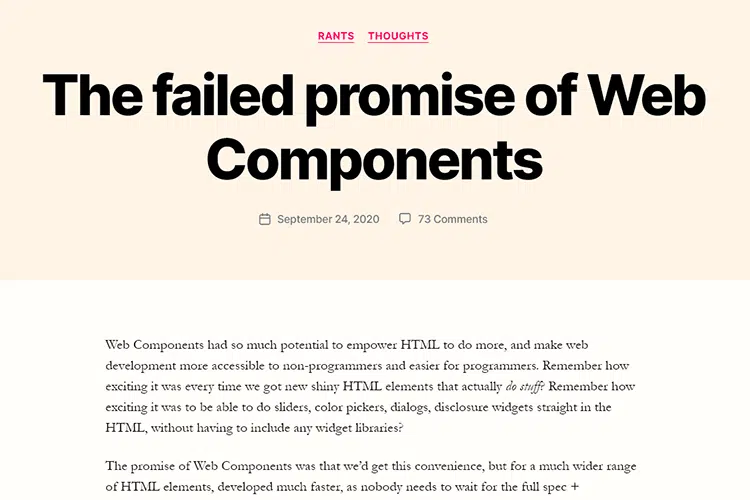 RANTS THOUGHTS
The failed promise of Web
Components
September 24, 2020 73 Comments
Web Components had so much potential to empower HTML to do more, and make web
development more accessible to non-programmers and easier for programmers. Remember how
exciting it was every time we got new shiny HTML elements that actually do stuff? Remember how
exciting it was to be able to do sliders, color pickers, dialogs, disclosure widgets straight in the
HTML, without having to include any widget libraries?
The promise of Web Components was that we’d get this convenience, but for a much wider range
of HTML elements, developed much faster, as nobody needs to wait for the full spec +